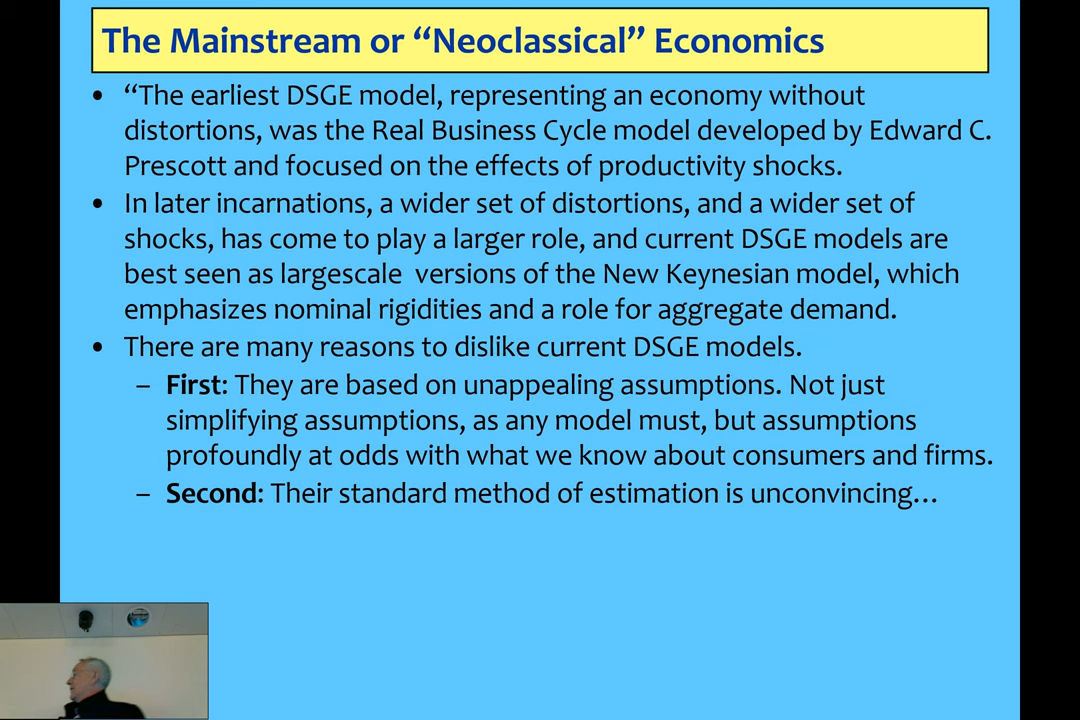 The Mainstream or “Neoclassical” Economics
• “The earliest DSGE model, representing an economy without
distortions, was the Real Business Cycle model developed by Edward C.
Prescott and focused on the effects of productivity shocks.
• In later incarnations, a wider set of distortions, and a wider set of
shocks, has come to play a larger role, and current DSGE models are
best seen as largescale versions of the New Keynesian model, which
emphasizes nominal rigidities and a role for aggregate demand.
• There are many reasons to dislike current DSGE models.
– First: They are based on unappealing assumptions. Not just
simplifying assumptions, as any model must, but assumptions
profoundly at odds with what we know about consumers and firms.
– Second: Their standard method of estimation is unconvincing…